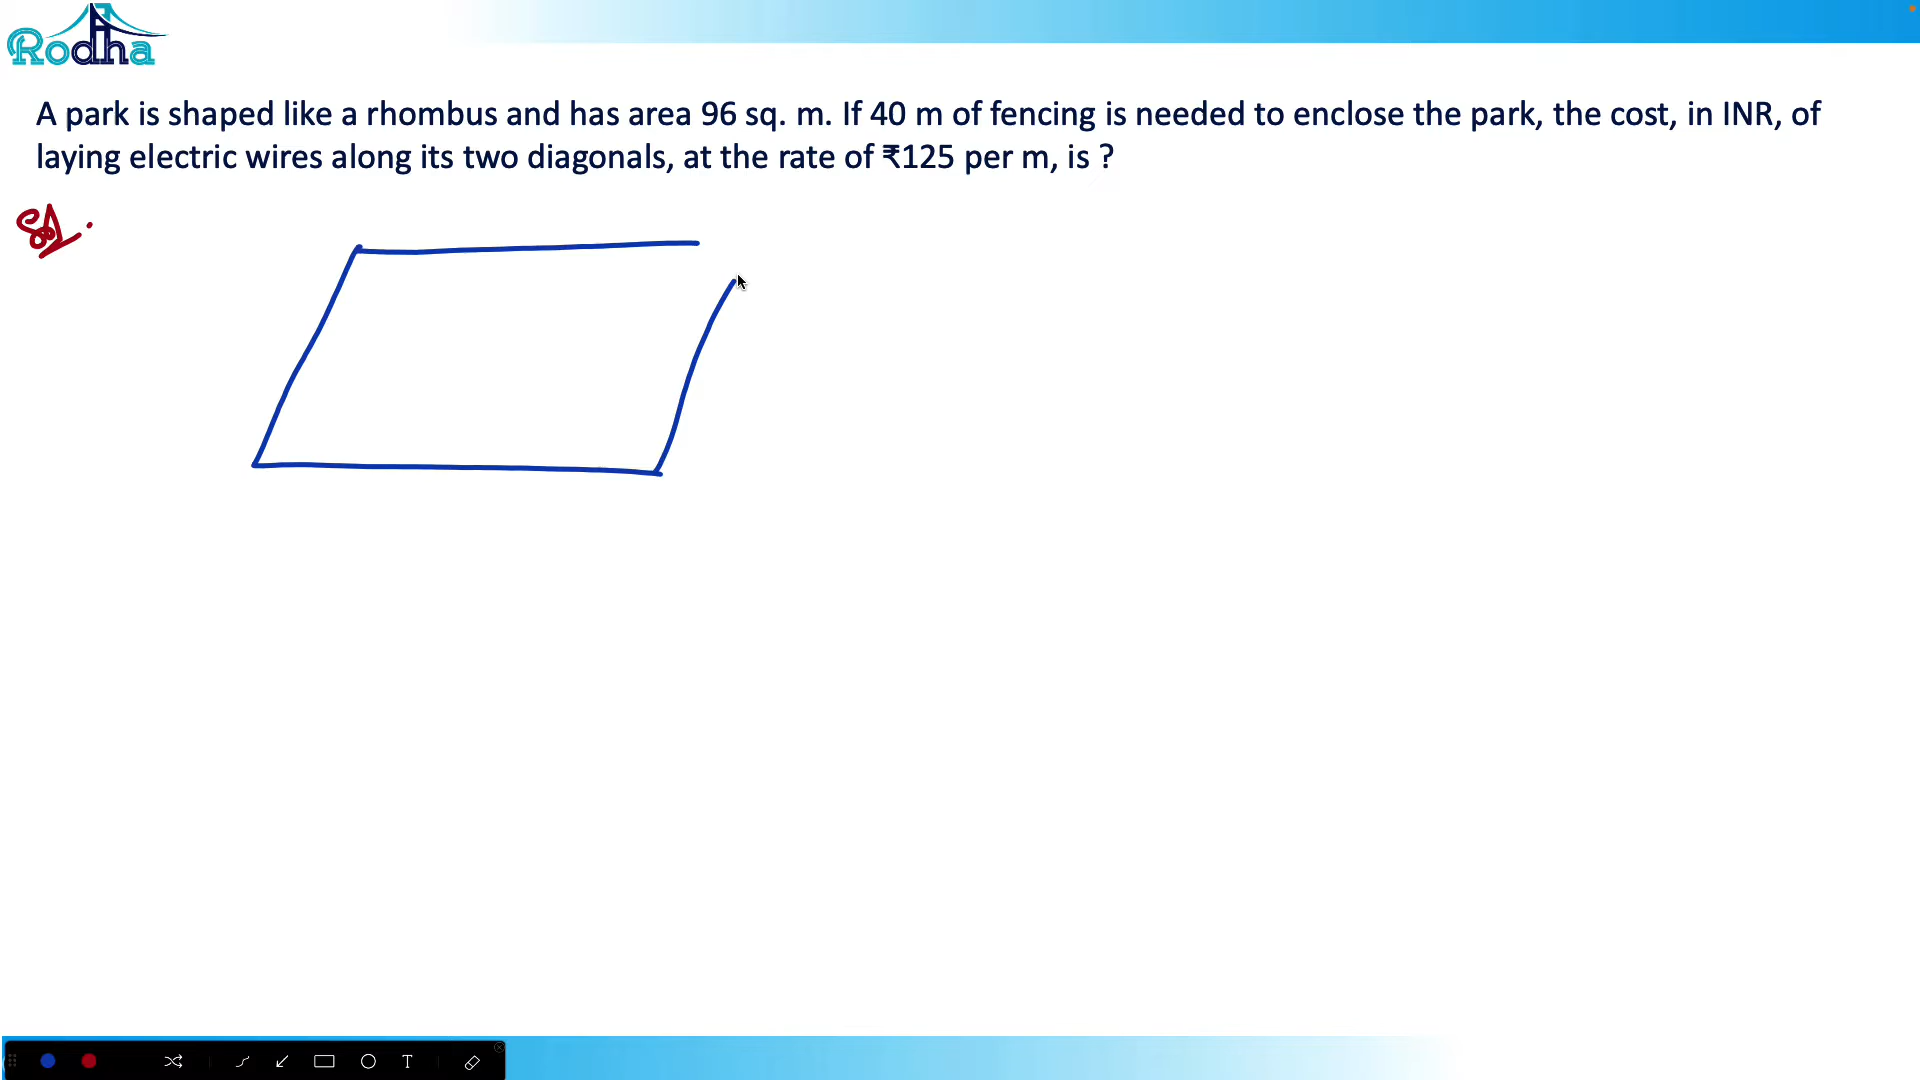 Rodha
A park is shaped like a rhombus and has area 96 sq. m. If 40 m of fencing is needed to enclose the park, the cost, in INR, of
laying electric wires along its two diagonals, at the rate of ₹125 per m, is ?
Sol.
T